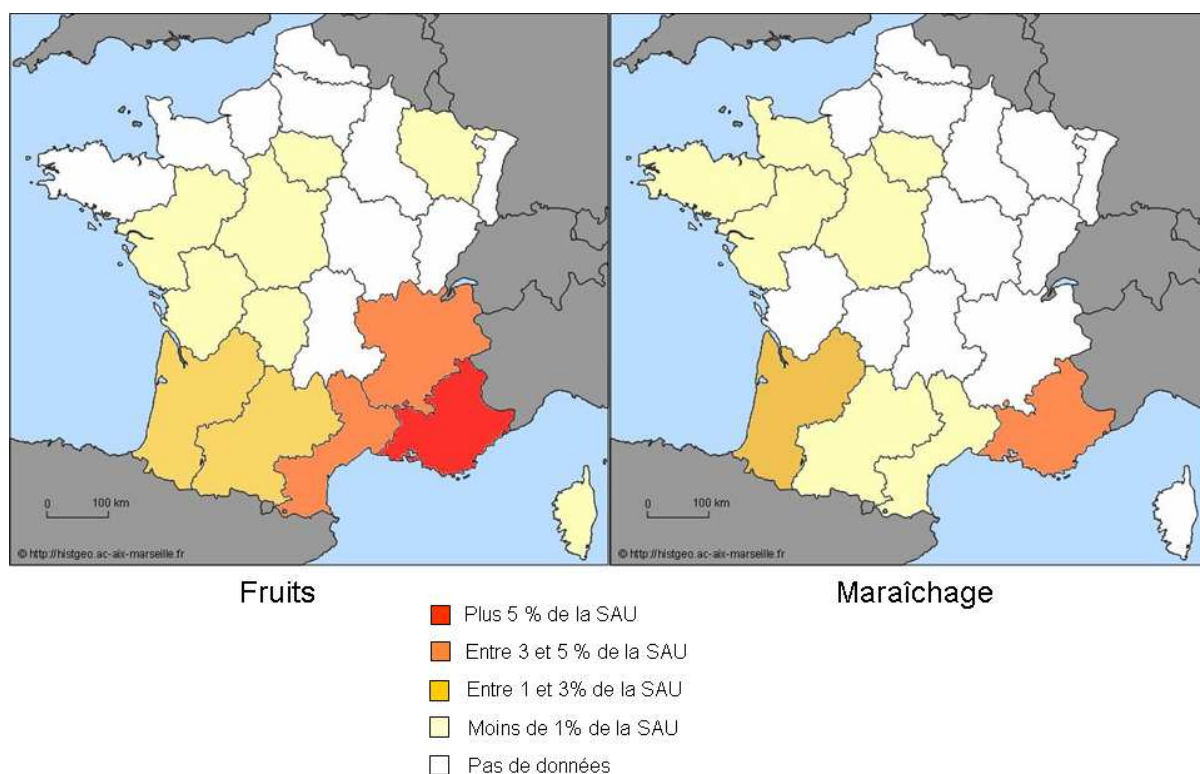 0 100 km
© http://histgeo.ac-aix-marseille.fr
0 100 km
© http://histgeo.ac-aix-marseille.fr
Fruits
Maraîchage
Plus 5 % de la SAU
Entre 3 et 5 % de la SAU
Entre 1 et 3% de la SAU
Moins de 1% de la SAU
Pas de données